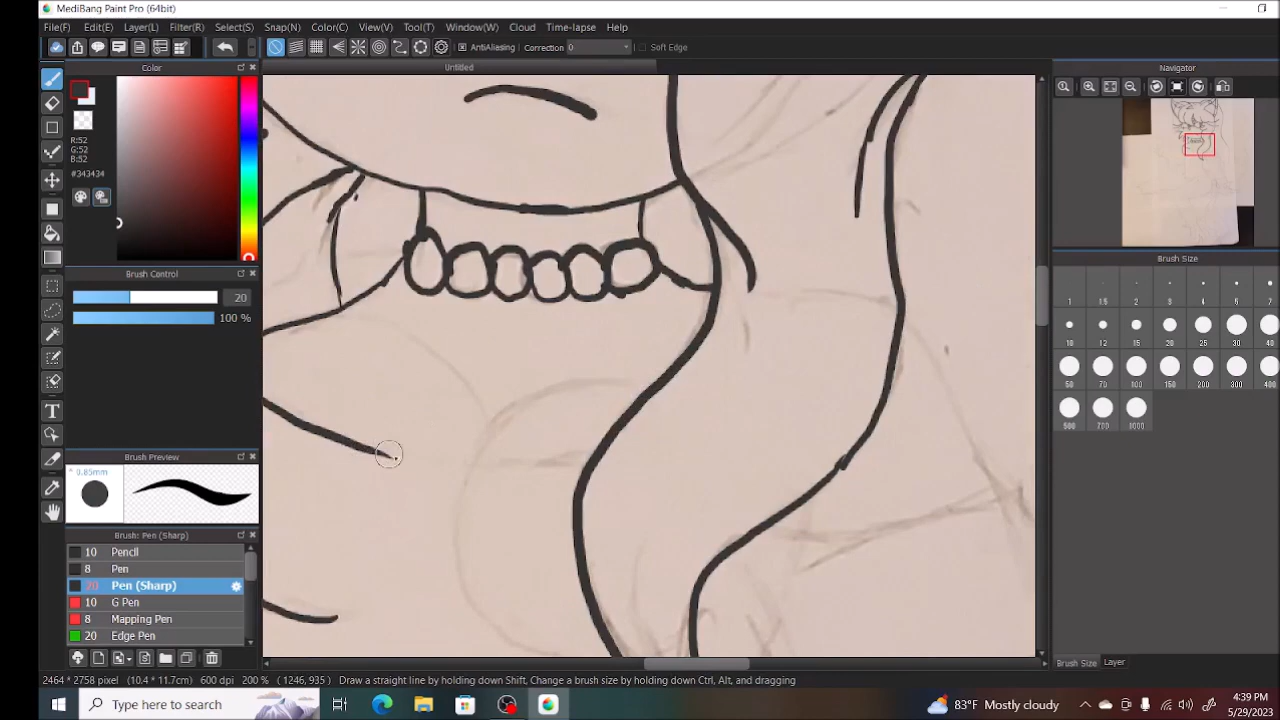 MediBang Paint Pro (64bit)
File(F) Edit(E) Layer(L) Filter(R) Select(S) Snap(N) Color(C) View(V) Tool(T) Window(W) Cloud Time-lapse Help
AntiAliasing Correction 0 Soft Edge
Color
Untitled
Navigator
R:52
G:52
B:52
#343434
Brush Control
20
100 %
Brush Size
1 1.5 2 3 4 5 7
10 12 15 20 25 30 40
50 70 100 150 200 300 400
500 700 1000
Brush Preview
0.85mm
Brush: Pen (Sharp)
10 Pencil
8 Pen
20 Pen (Sharp)
10 G Pen
8 Mapping Pen
20 Edge Pen
Brush Size Layer
2464 * 2758 pixel (10.4 * 11.7cm) 600 dpi 200 % (1246, 935) Draw a straight line by holding down Shift, Change a brush size by holding down Ctrl, Alt, and dragging
Type here to search
83°F Mostly cloudy
4:39 PM
5/29/2023